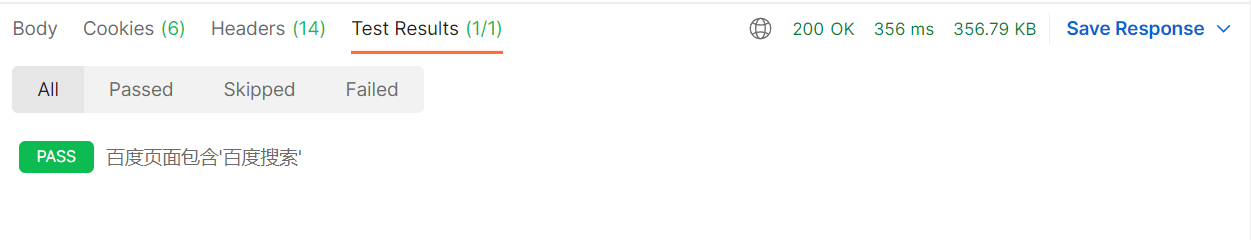 Body Cookies (6) Headers (14) Test Results (1/1) 200 OK 356 ms 356.79 KB Save Response
All Passed Skipped Failed
PASS 百度页面包含'百度搜索'